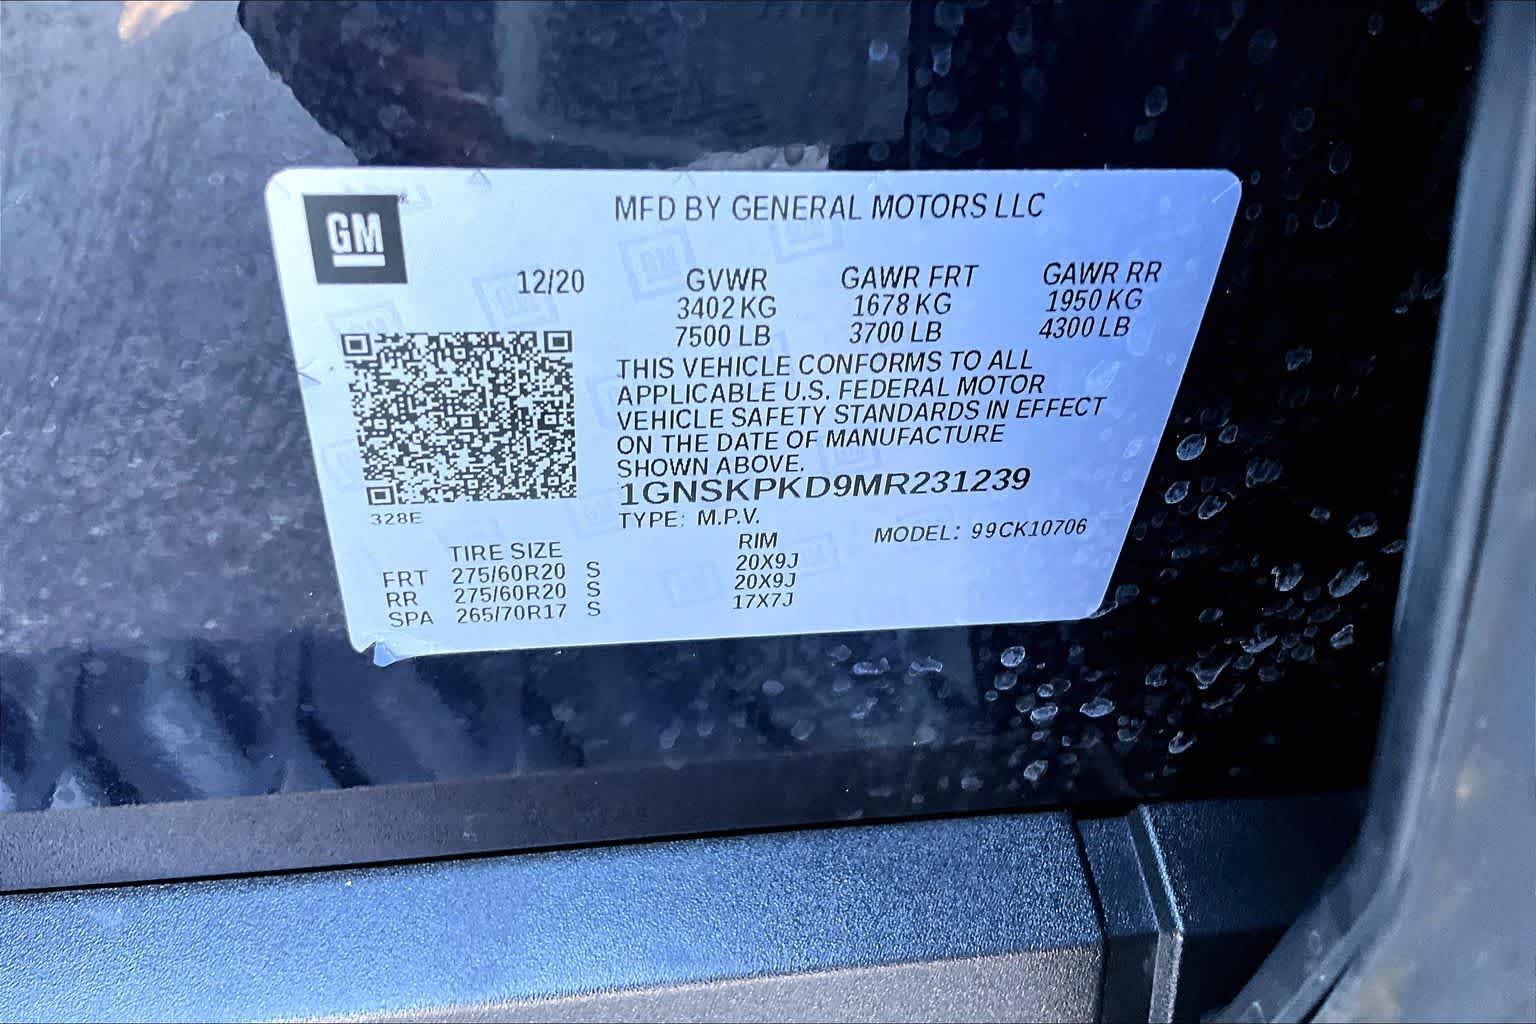 GM
MFD BY GENERAL MOTORS LLC
12/20 GVWR GAWR FRT GAWR RR
3402 KG 1678 KG 1950 KG
7500 LB 3700 LB 4300 LB
THIS VEHICLE CONFORMS TO ALL
APPLICABLE U.S. FEDERAL MOTOR
VEHICLE SAFETY STANDARDS IN EFFECT
ON THE DATE OF MANUFACTURE
SHOWN ABOVE.
1GNSKPKD9MR231239
328E
TYPE: M.P.V. MODEL: 99CK10706
TIRE SIZE RIM
FRT 275/60R20 S 20X9J
RR 275/60R20 S 20X9J
SPA 265/70R17 S 17X7J